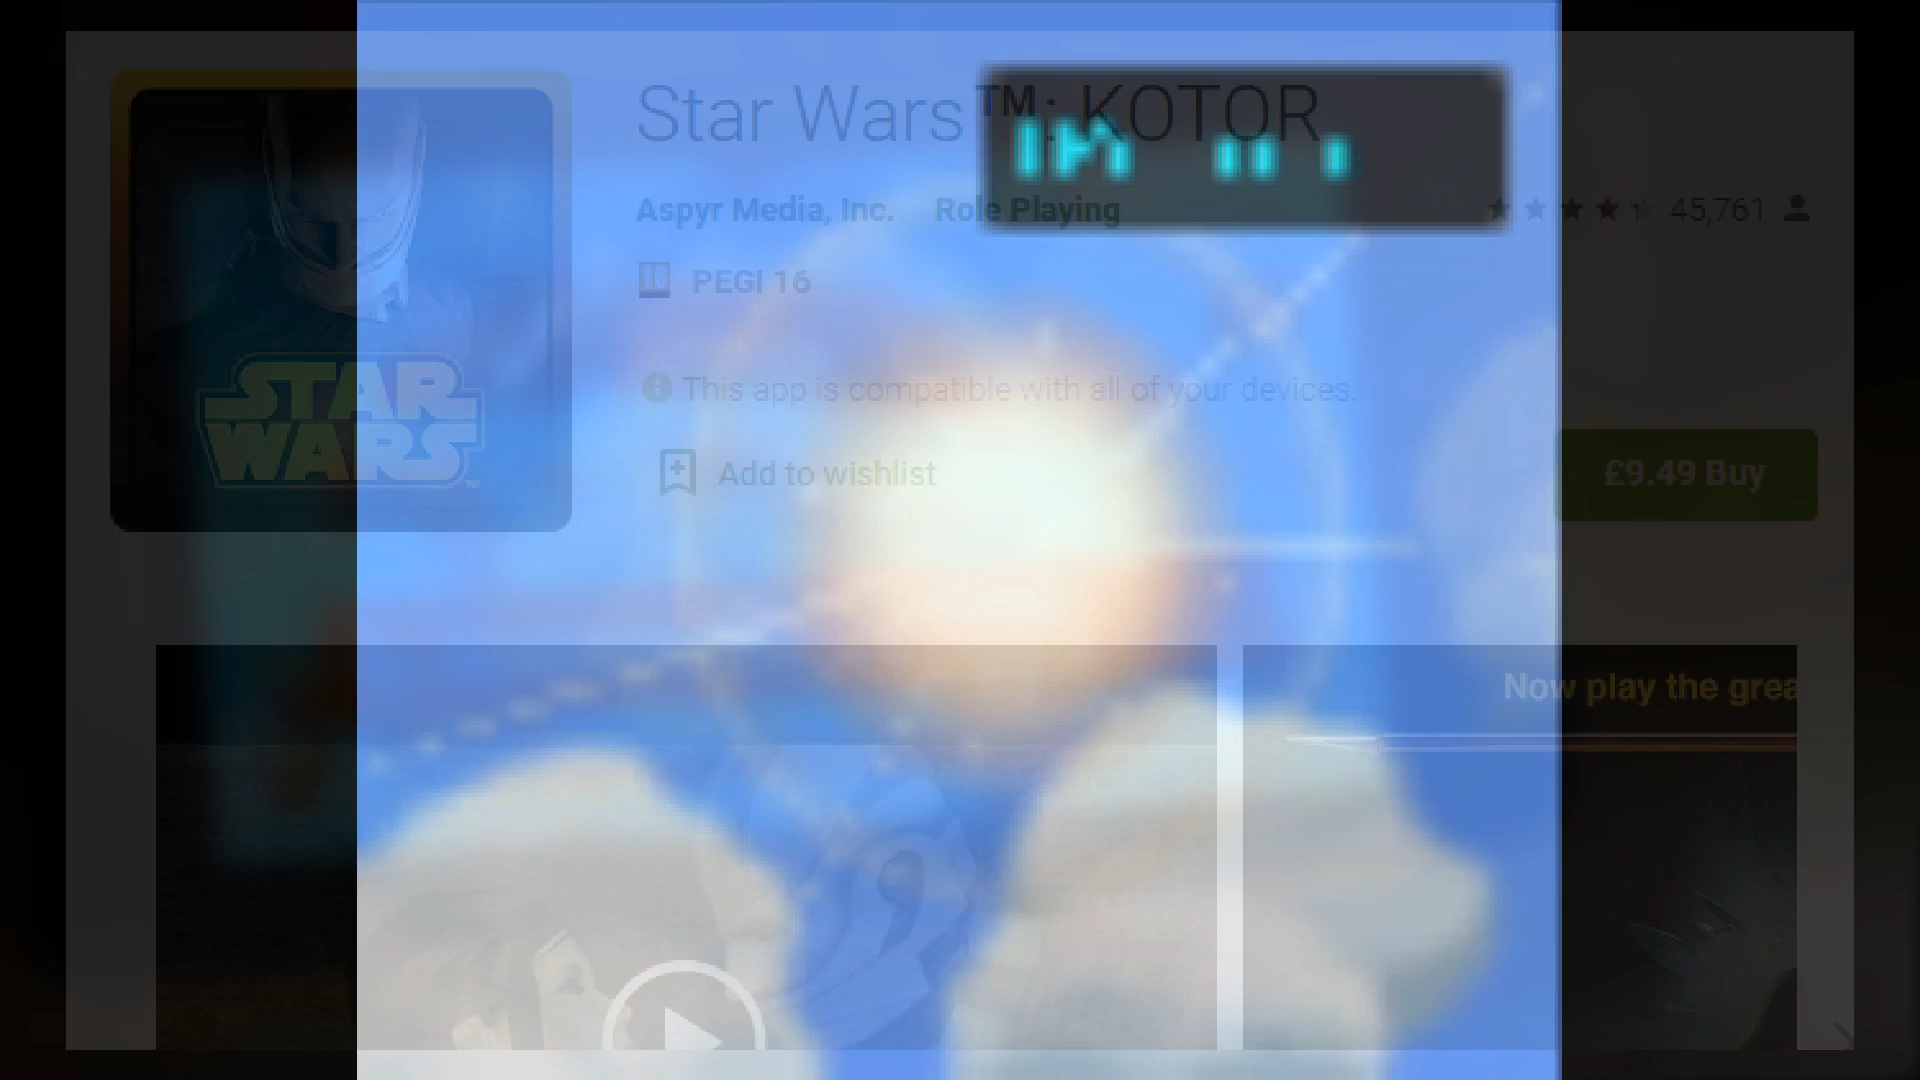 Star Wars™: KOTOR
Aspyr Media, Inc. Role Playing
45,761
16 PEGI 16
This app is compatible with all of your devices.
Add to wishlist
£9.49 Buy
STAR
WARS
Now play the grea